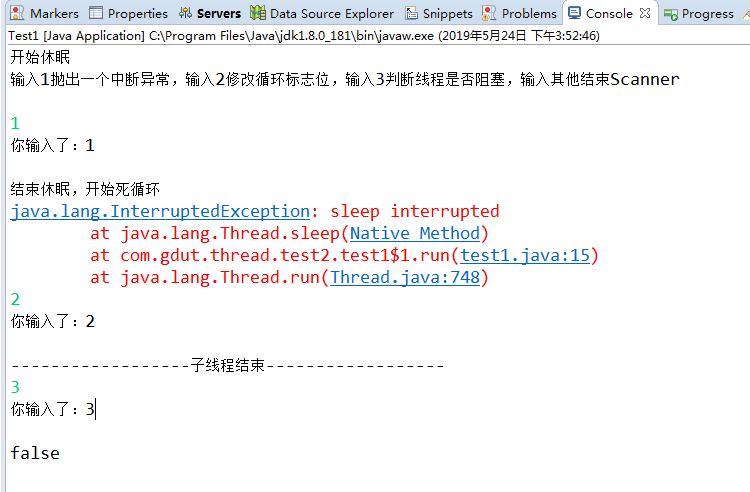 Markers Properties Servers Data Source Explorer Snippets Problems Console Progress
Test1 [Java Application] C:\Program Files\Java\jdk1.8.0_181\bin\javaw.exe (2019年5月24日 下午3:52:46)
开始休眠
输入1抛出一个中断异常，输入2修改循环标志位，输入3判断线程是否阻塞，输入其他结束Scanner
1
你输入了：1
结束休眠，开始死循环
java.lang.InterruptedException: sleep interrupted
at java.lang.Thread.sleep(Native Method)
at com.gdut.thread.test2.test1$1.run(test1.java:15)
at java.lang.Thread.run(Thread.java:748)
2
你输入了：2
------------------子线程结束------------------
3
你输入了：3
false